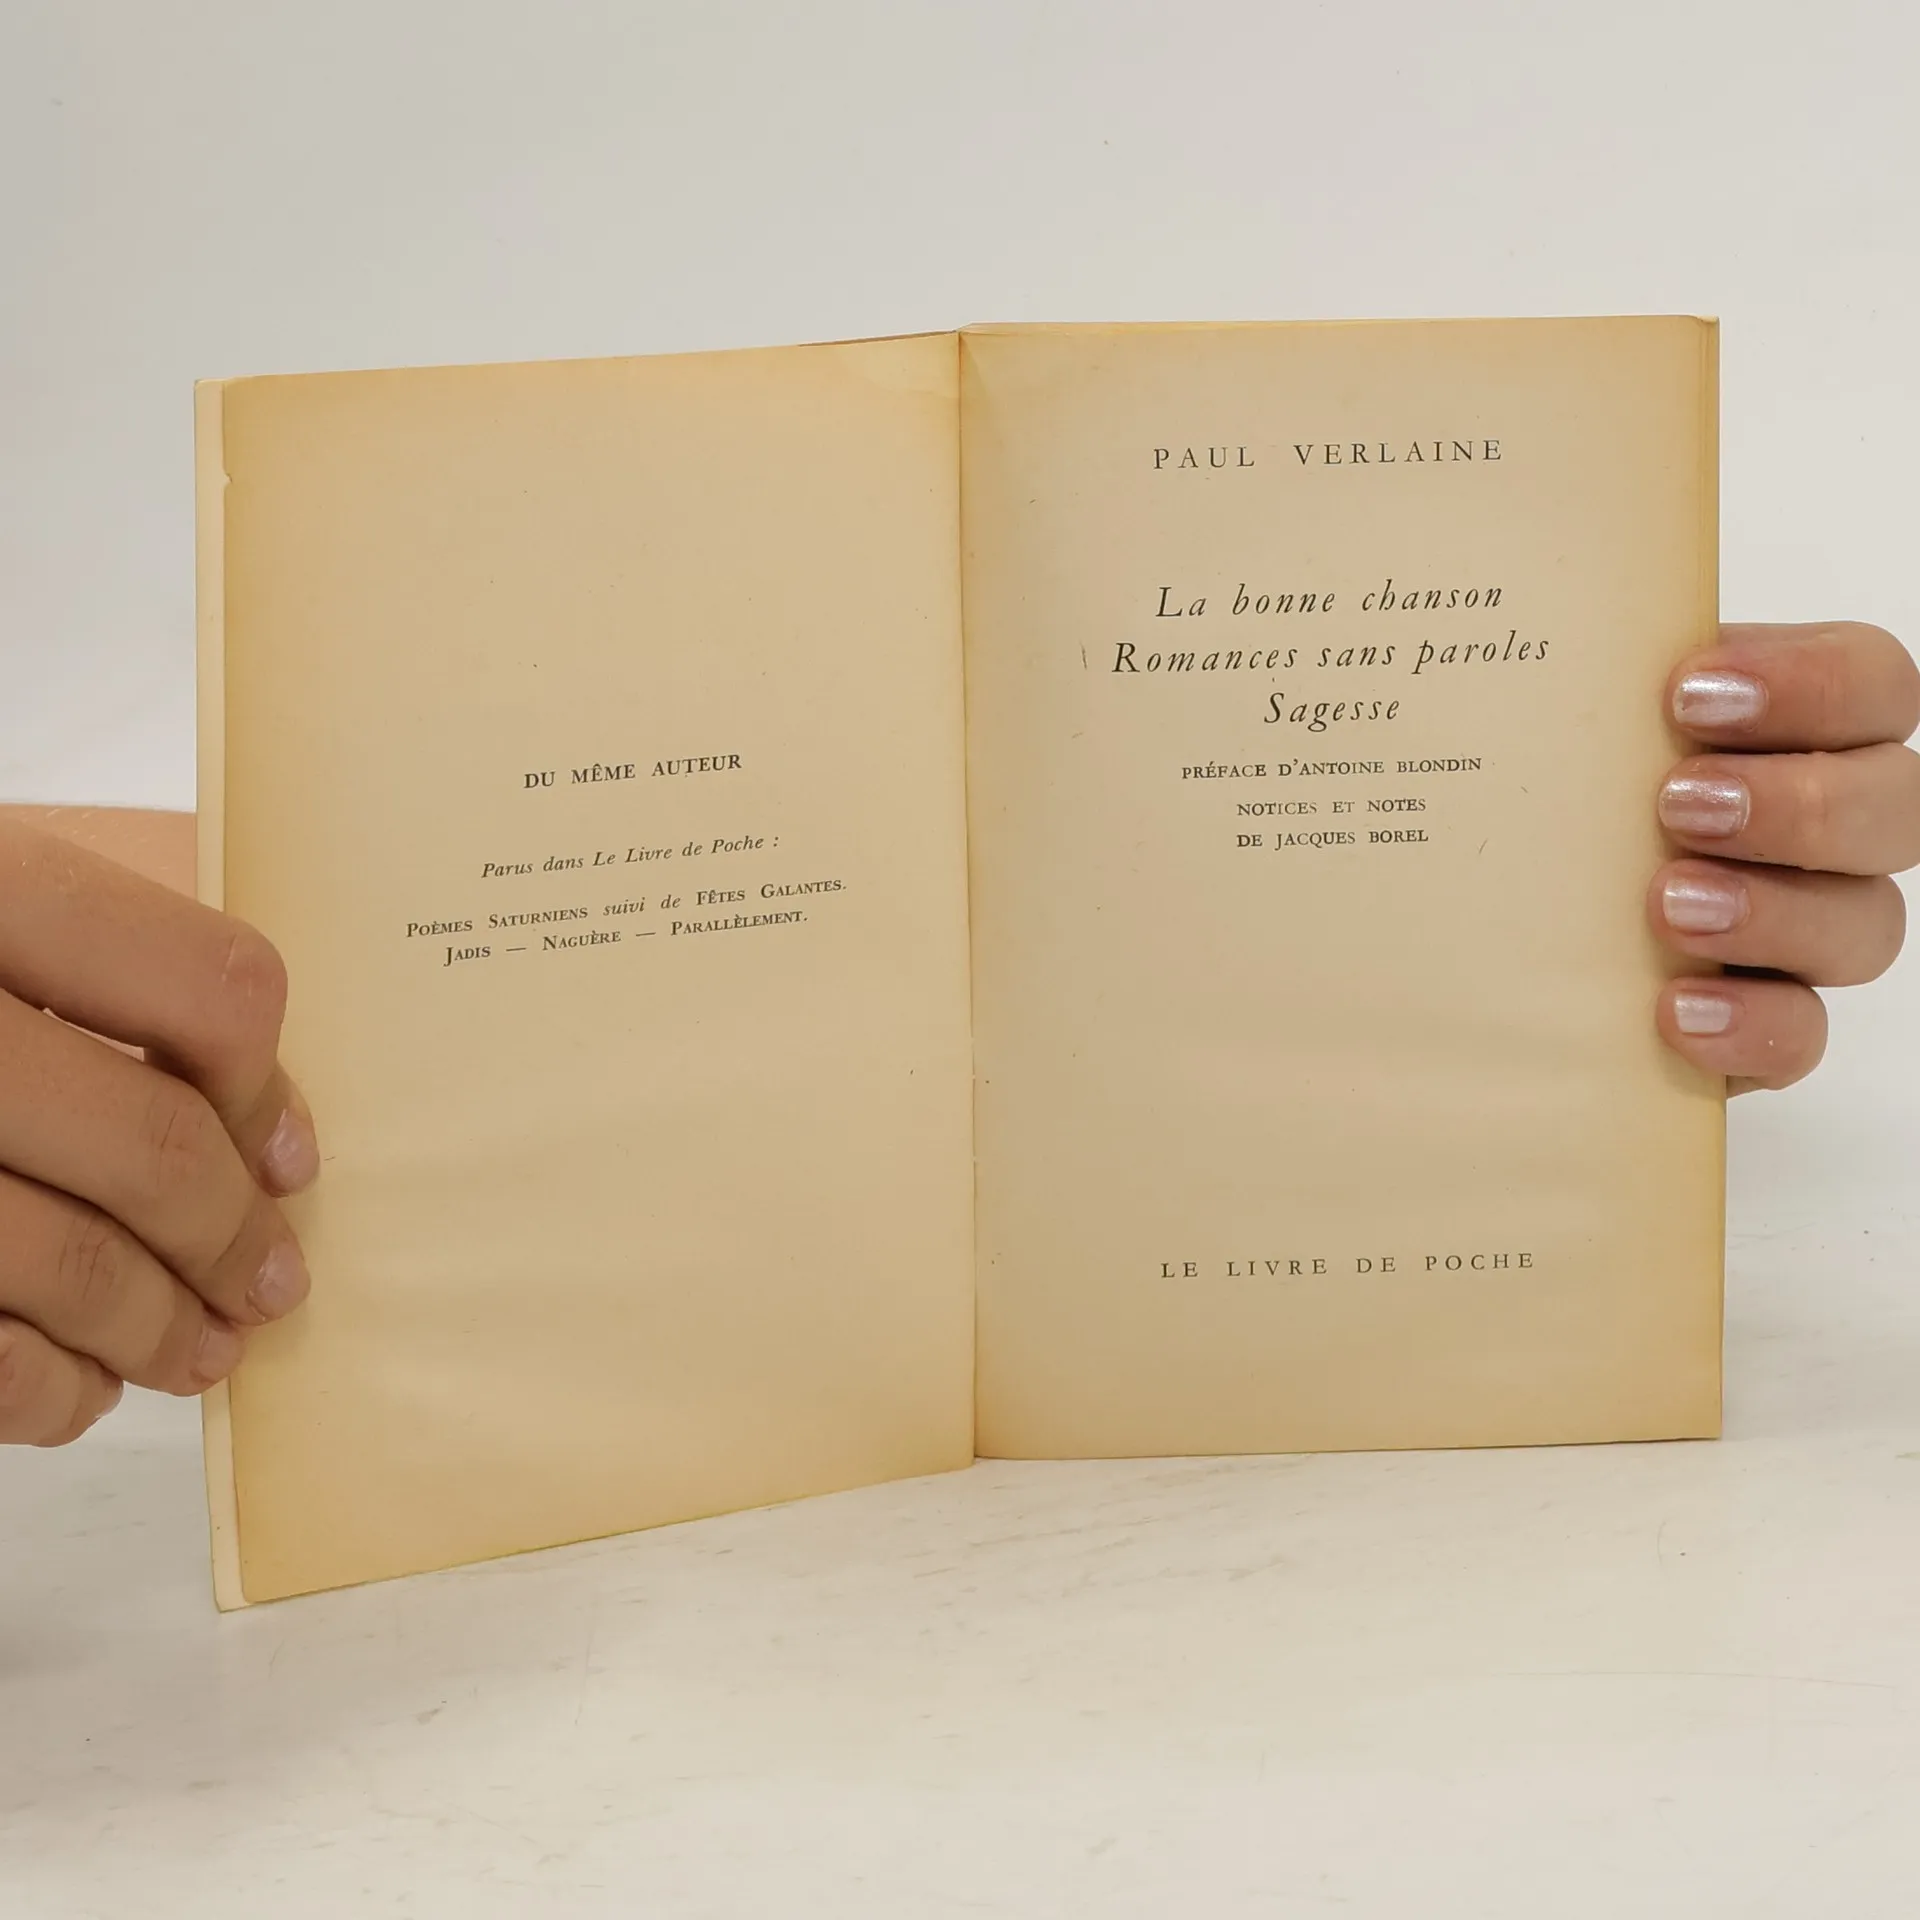 DU MÊME AUTEUR
Parus dans Le Livre de Poche :
POÈMES SATURNIENS suivi de FÊTES GALANTES.
JADIS — NAGUÈRE — PARALLÈLEMENT.
PAUL VERLAINE
La bonne chanson
Romances sans paroles
Sagesse
PRÉFACE D'ANTOINE BLONDIN
NOTICES ET NOTES
DE JACQUES BOREL
LE LIVRE DE POCHE